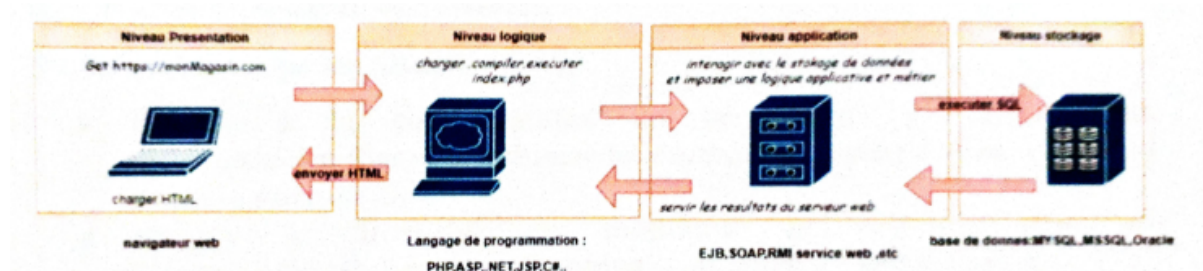 Niveau Presentation
Get https://monMagasin.com
charger HTML
navigateur web
envoyer HTML
Niveau logique
charger ,compiler,executer
index.php
Langage de programmation :
PHP,ASP,.NET,JSP,C#,.
Niveau application
interagir avec le stokage de données
et imposer une logique applicative et métier
servir les resultats au serveur web
EJB,SOAP,RMI service web ,etc
executer SQL
Niveau stockage
base de donnes:MYSQL,MSSQL,Oracle